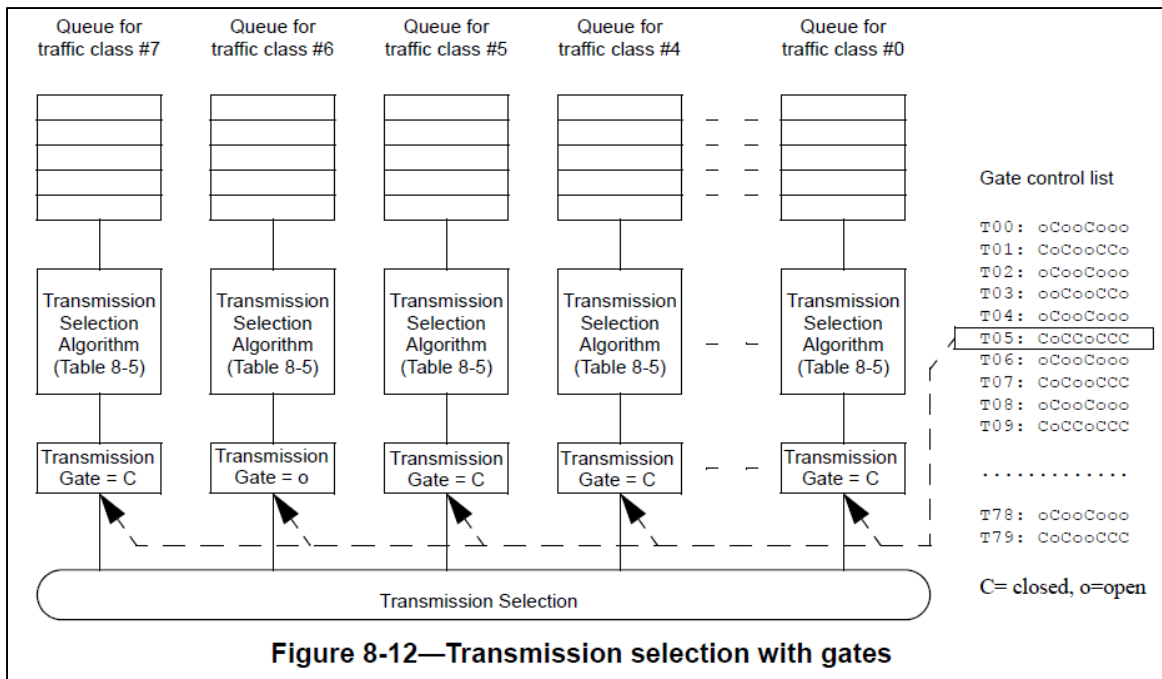 Queue for
traffic class #7
Queue for
traffic class #6
Queue for
traffic class #5
Queue for
traffic class #4
Queue for
traffic class #0
Transmission
Selection
Algorithm
(Table 8-5)
Transmission
Selection
Algorithm
(Table 8-5)
Transmission
Selection
Algorithm
(Table 8-5)
Transmission
Selection
Algorithm
(Table 8-5)
Transmission
Selection
Algorithm
(Table 8-5)
Transmission
Gate = C
Transmission
Gate = o
Transmission
Gate = C
Transmission
Gate = C
Transmission
Gate = C
Transmission Selection
Gate control list
T00: oCooCooo
T01: CoCooCCo
T02: oCooCooo
T03: ooCooCCo
T04: oCooCooo
T05: CoCCoCCC
T06: oCooCooo
T07: CoCooCCC
T08: oCooCooo
T09: CoCCoCCC
. . . . . . . . . . . . .
T78: oCooCooo
T79: CoCooCCC
C= closed, o=open
Figure 8-12—Transmission selection with gates